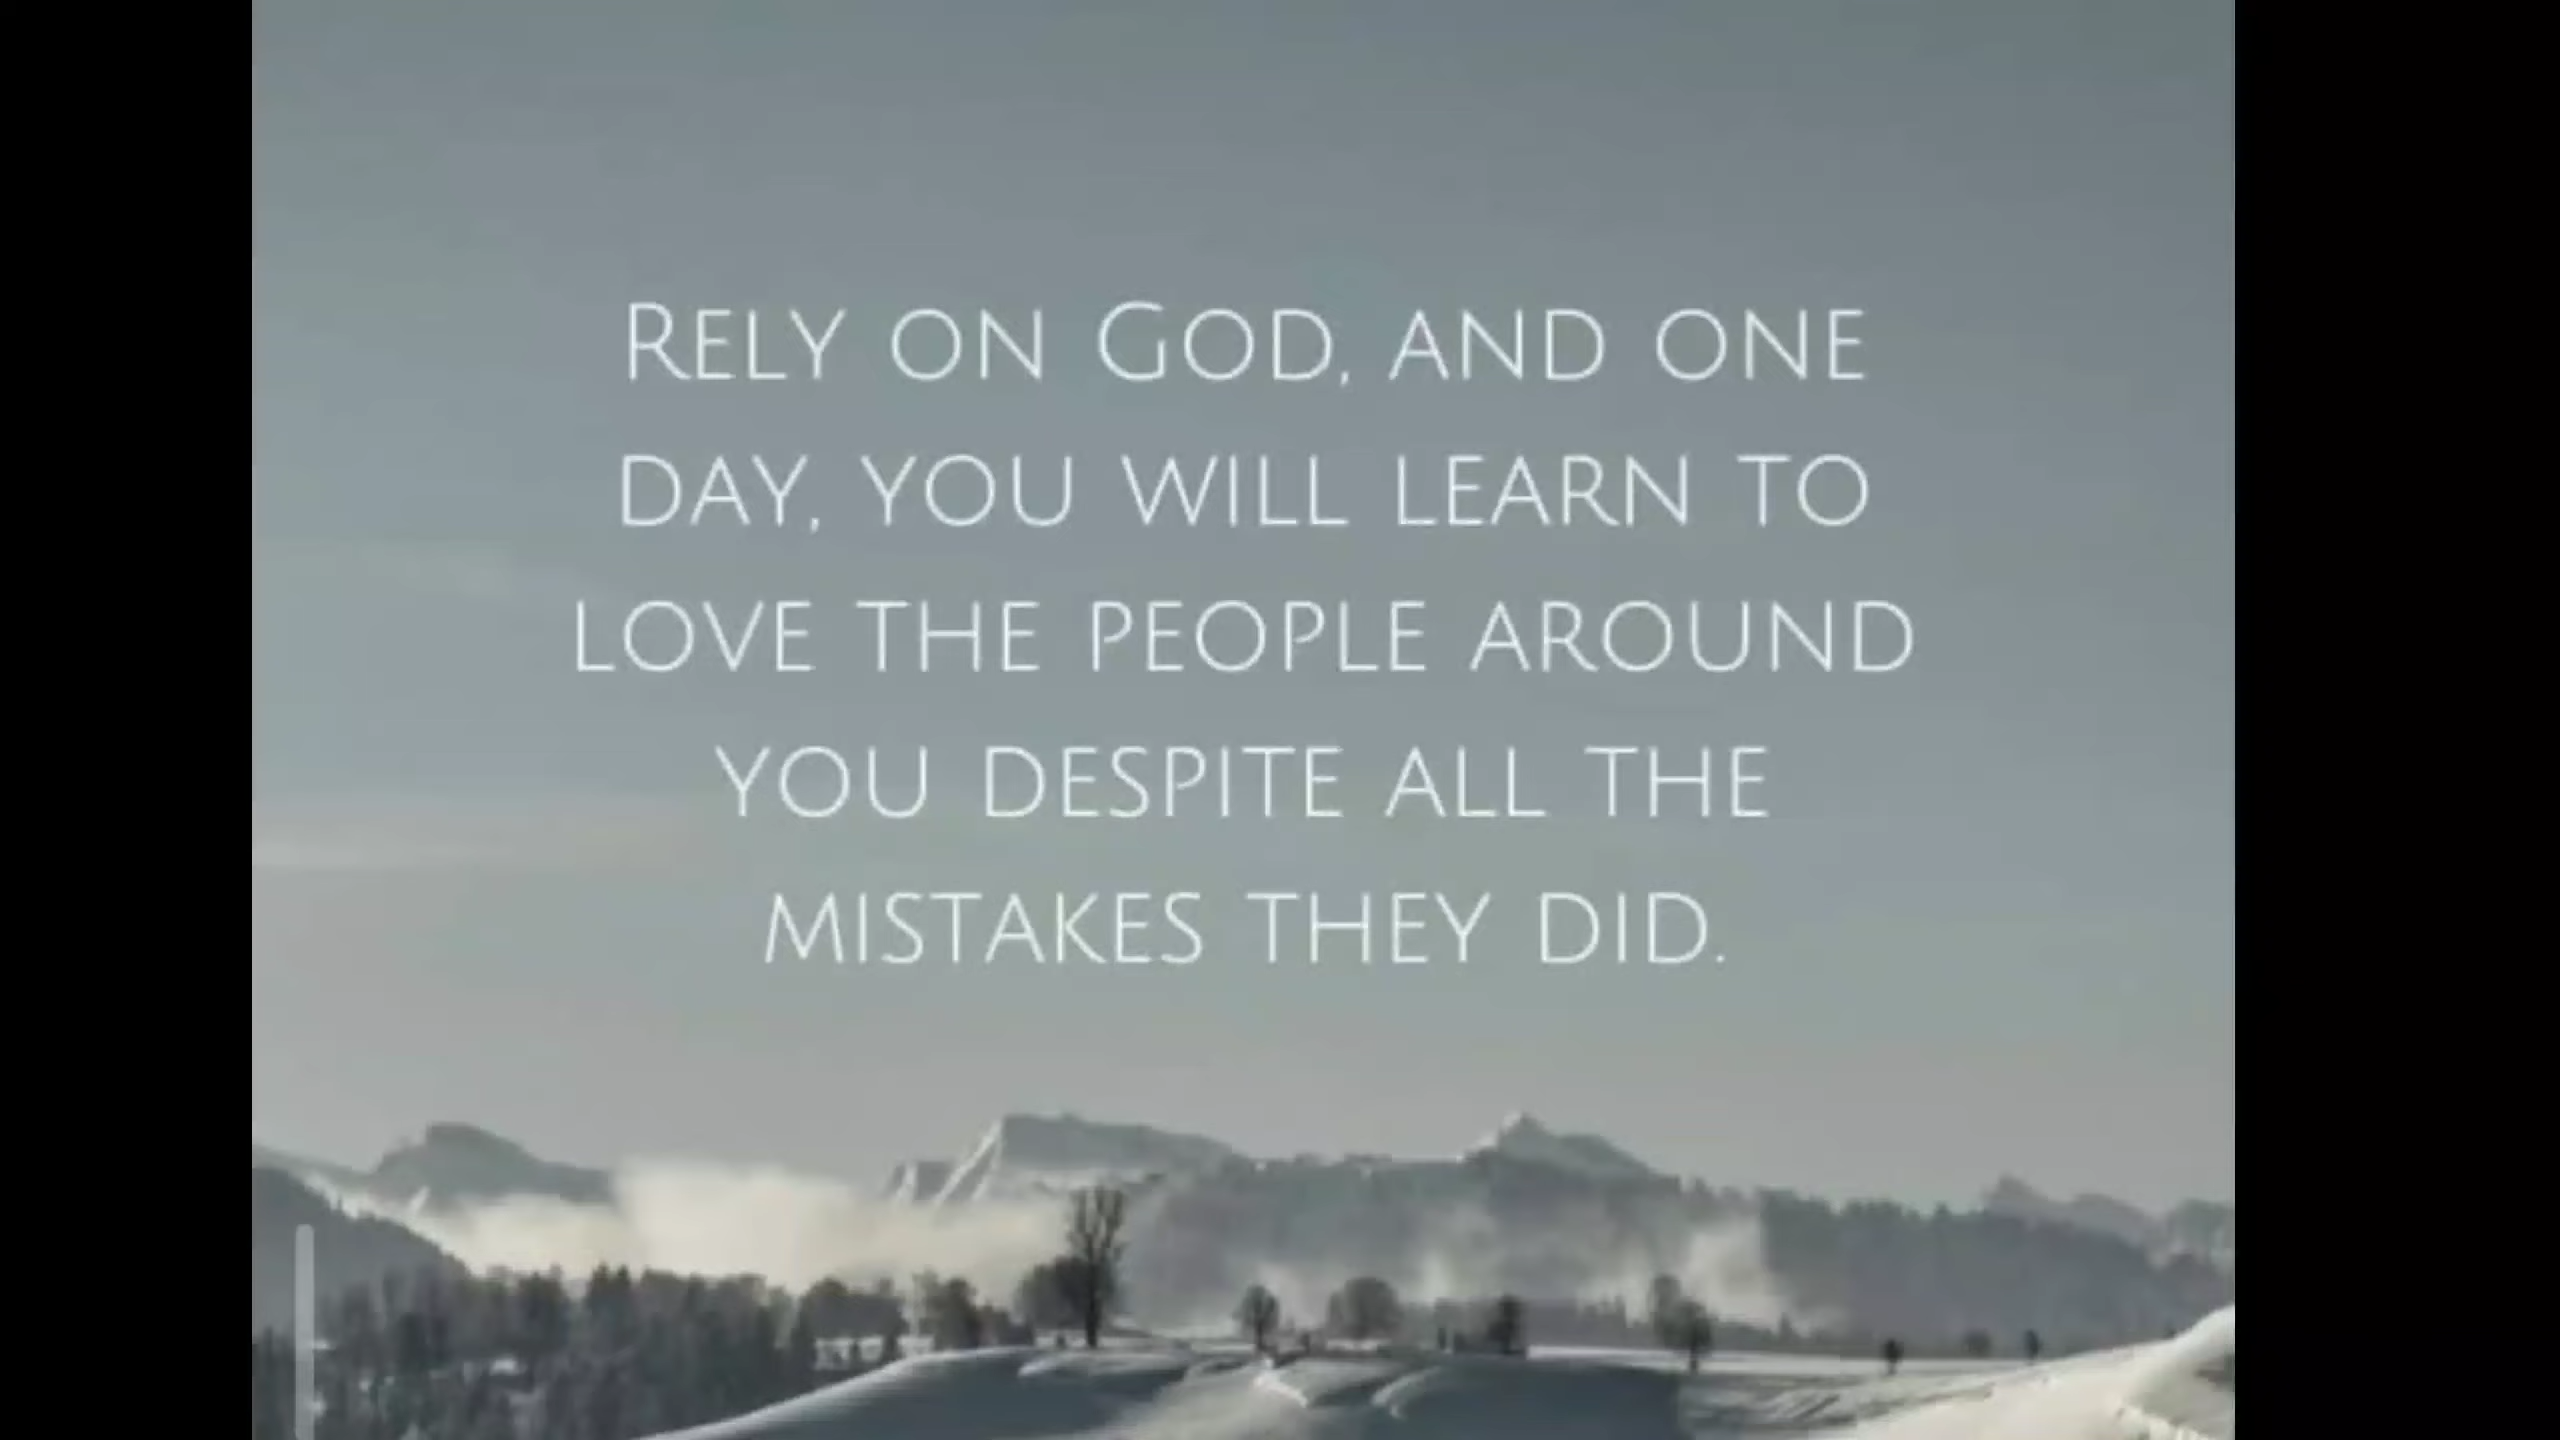 Rely on God, and one
day, you will learn to
love the people around
you despite all the
mistakes they did.